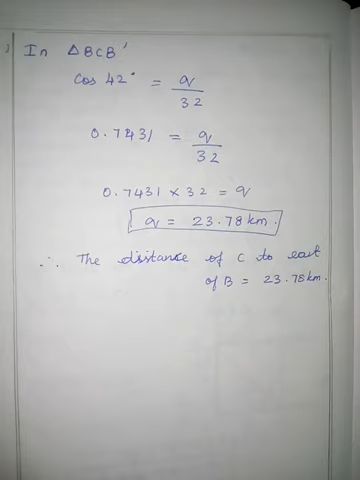 In △BCB'
cos 42° = q/32
0.7431 = q/32
0.7431 × 32 = q
q = 23.78 km.
∴ The distance of C to east
of B = 23.78 km.